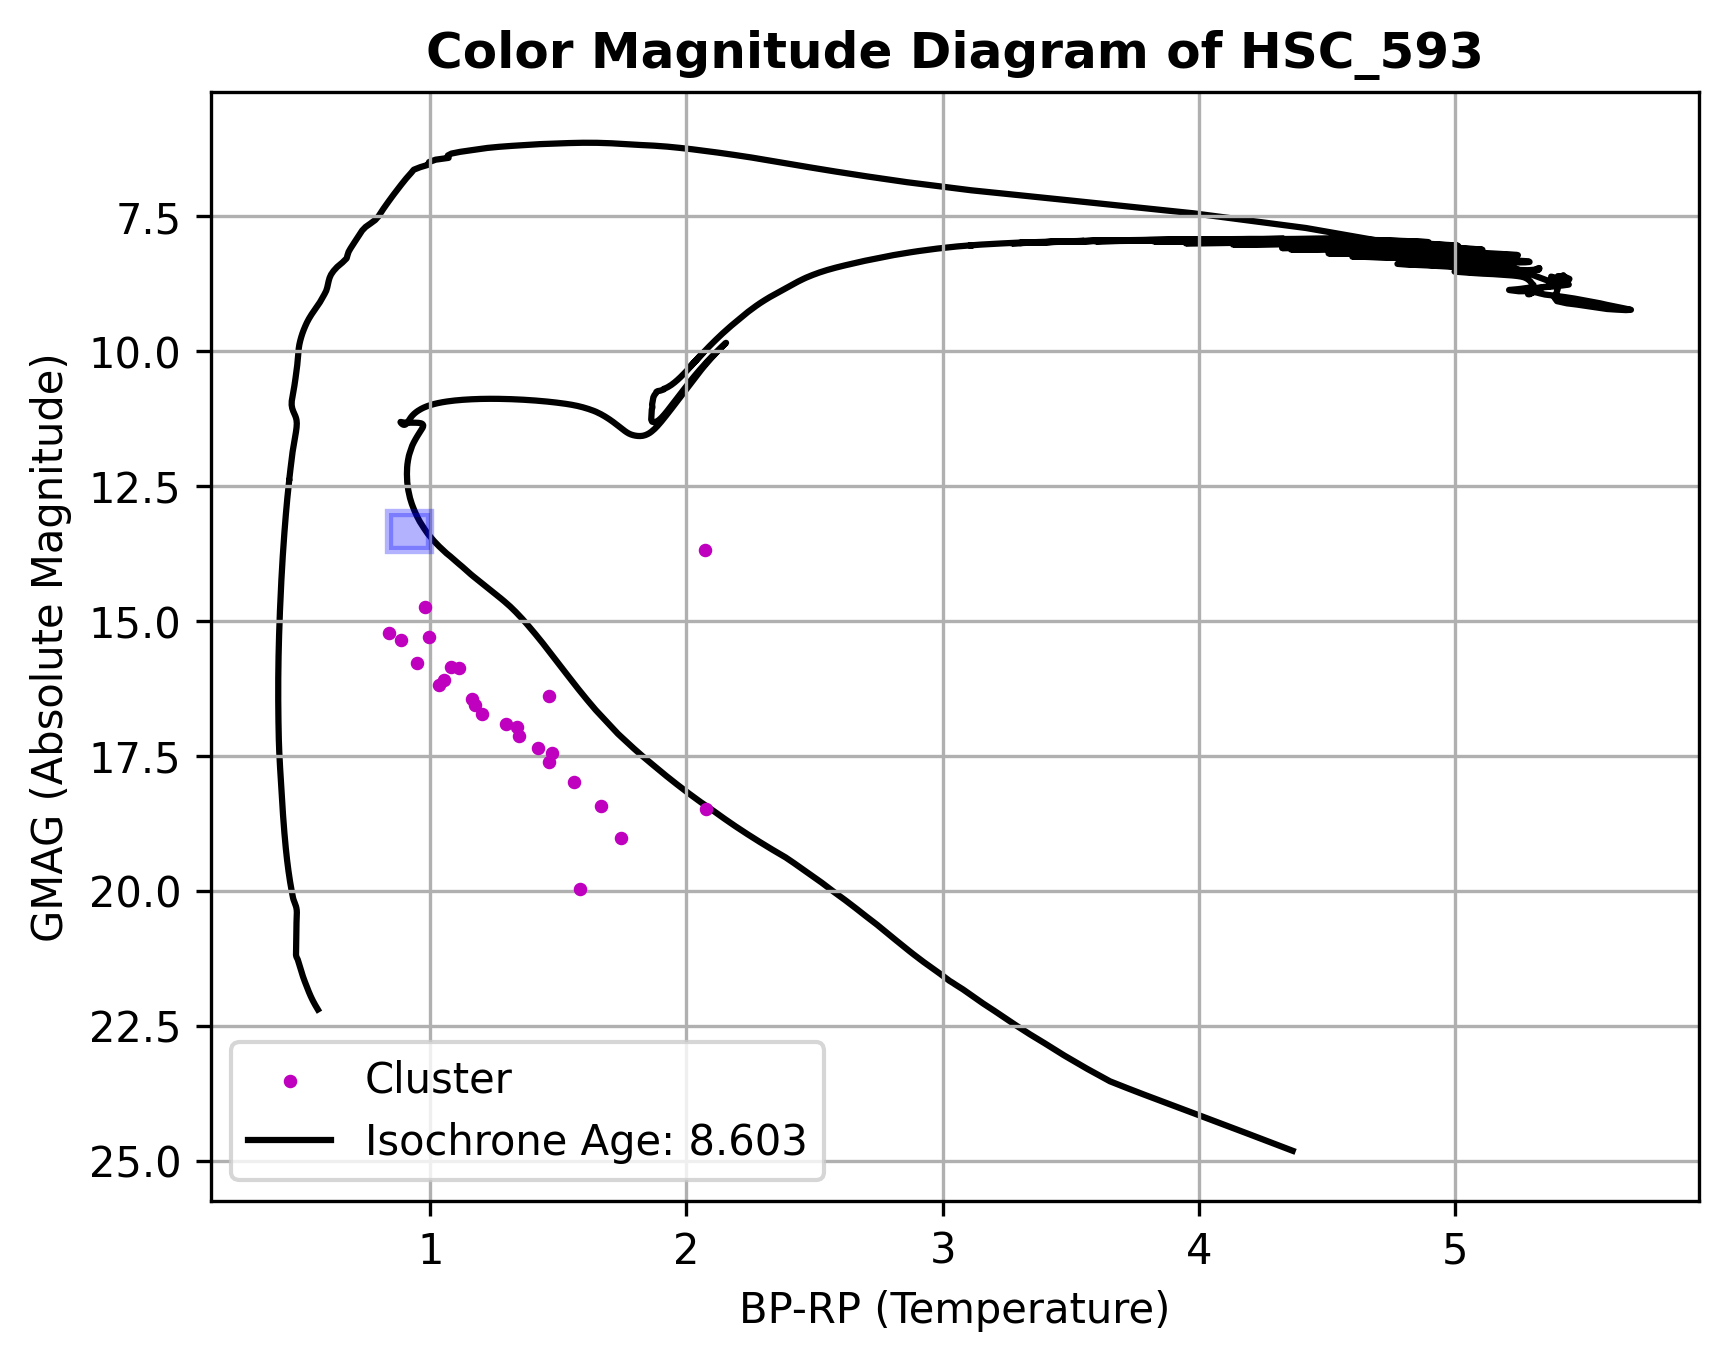 Color Magnitude Diagram of HSC_593
GMAG (Absolute Magnitude)
7.5
10.0
12.5
15.0
17.5
20.0
22.5
25.0
Cluster
Isochrone Age: 8.603
1 2 3 4 5
BP-RP (Temperature)